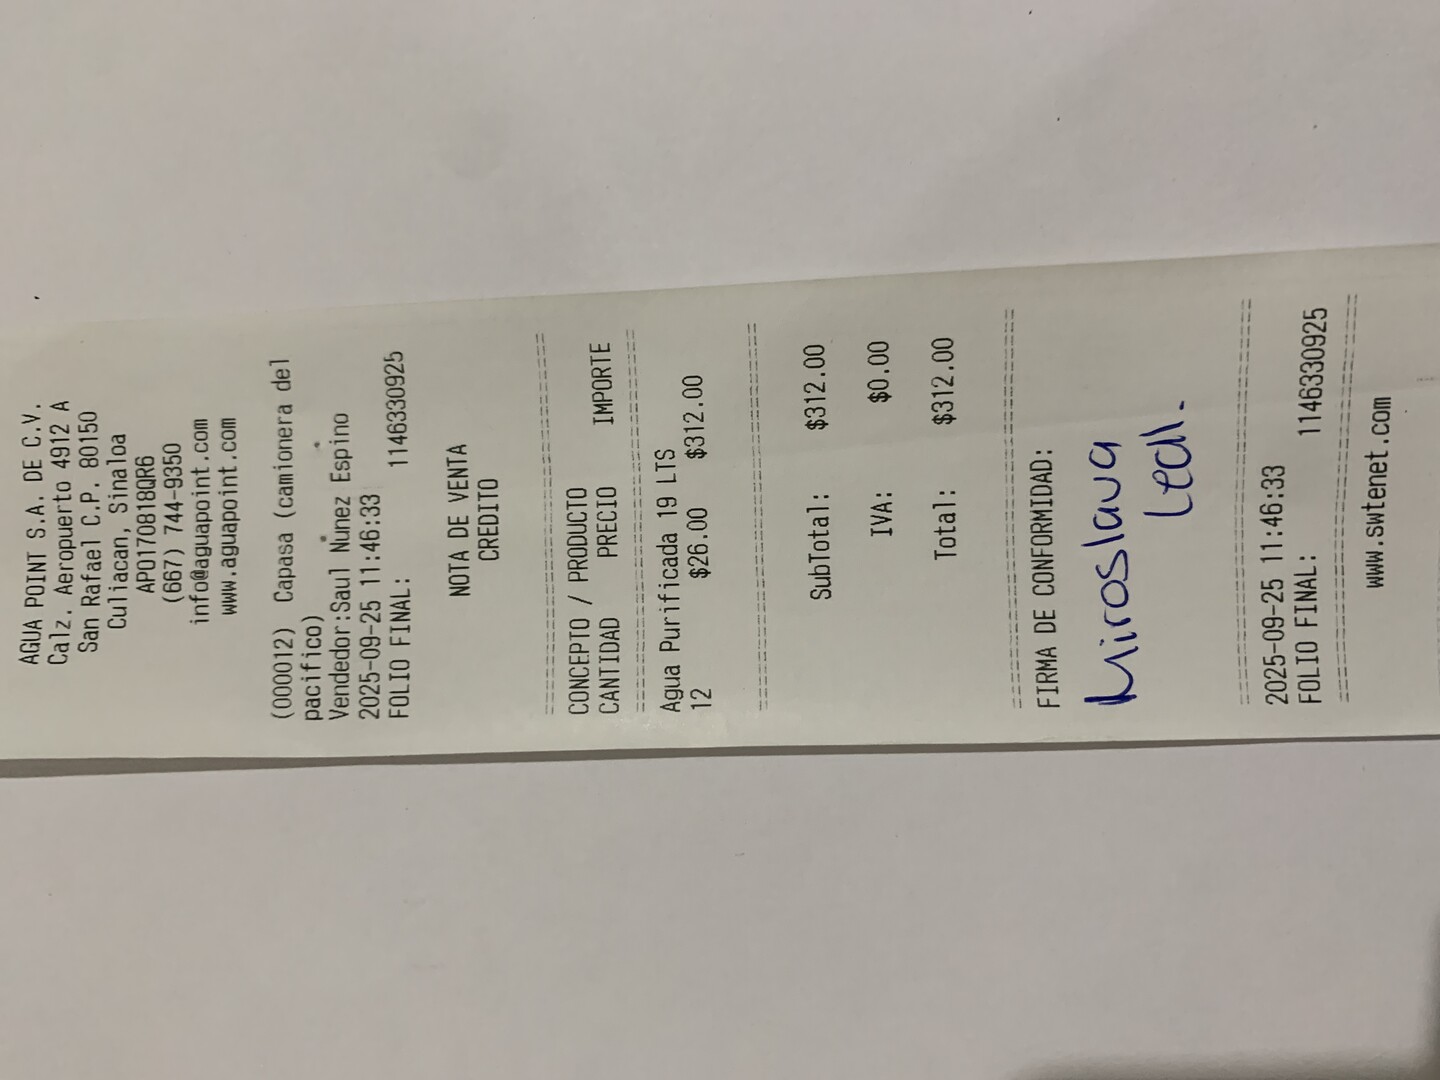 AGUA POINT S.A. DE C.V.
Calz. Aeropuerto 4912 A
San Rafael C.P. 80150
Culiacan, Sinaloa
APO170818QR6
(667) 744-9350
info@aguapoint.com
www.aguapoint.com
(000012) Capasa (camionera del
pacifico)
Vendedor:Saul Nunez Espino
2025-09-25 11:46:33
FOLIO FINAL: 1146330925
NOTA DE VENTA
CREDITO
CONCEPTO / PRODUCTO
CANTIDAD PRECIO IMPORTE
Agua Purificada 19 LTS
12 $26.00 $312.00
SubTotal: $312.00
IVA: $0.00
Total: $312.00
FIRMA DE CONFORMIDAD:
Miroslava
Leal.
2025-09-25 11:46:33
FOLIO FINAL: 1146330925
www.swtenet.com